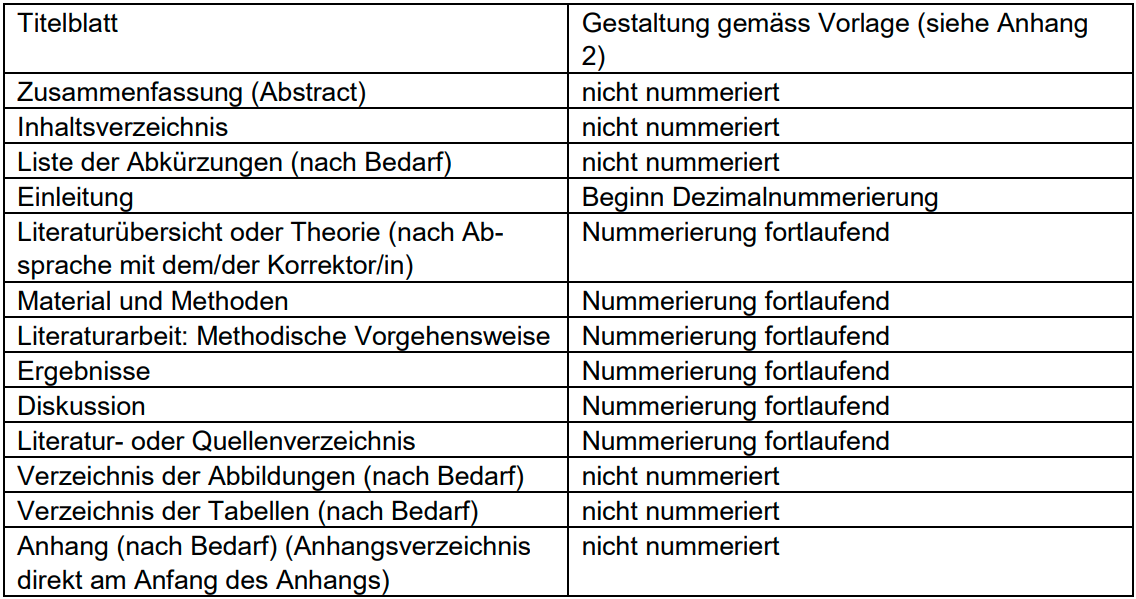 Titelblatt
Gestaltung gemäss Vorlage (siehe Anhang
2)
Zusammenfassung (Abstract)
nicht nummeriert
Inhaltsverzeichnis
nicht nummeriert
Liste der Abkürzungen (nach Bedarf)
nicht nummeriert
Einleitung
Beginn Dezimalnummerierung
Literaturübersicht oder Theorie (nach Ab-
sprache mit dem/der Korrektor/in)
Nummerierung fortlaufend
Material und Methoden
Nummerierung fortlaufend
Literaturarbeit: Methodische Vorgehensweise
Nummerierung fortlaufend
Ergebnisse
Nummerierung fortlaufend
Diskussion
Nummerierung fortlaufend
Literatur- oder Quellenverzeichnis
Nummerierung fortlaufend
Verzeichnis der Abbildungen (nach Bedarf)
nicht nummeriert
Verzeichnis der Tabellen (nach Bedarf)
nicht nummeriert
Anhang (nach Bedarf) (Anhangsverzeichnis
direkt am Anfang des Anhangs)
nicht nummeriert